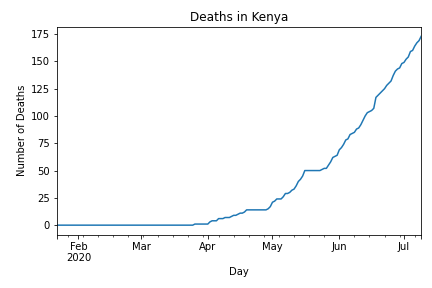 Deaths in Kenya
175
150
125
100
75
50
25
0
Number of Deaths
Feb
2020
Mar
Apr
May
Jun
Jul
Day